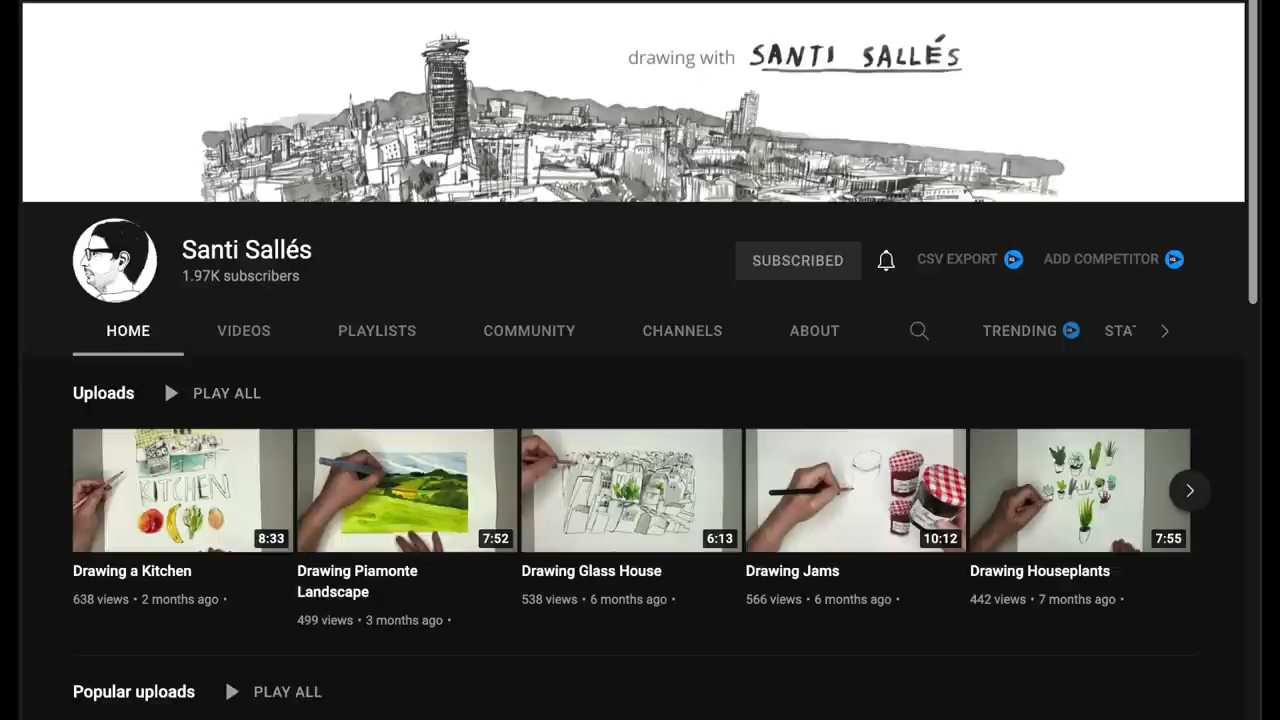 drawing with SANTI SALLÉS
Santi Sallés
1.97K subscribers
SUBSCRIBED
CSV EXPORT
ADD COMPETITOR
HOME VIDEOS PLAYLISTS COMMUNITY CHANNELS ABOUT TRENDING STAT
Uploads PLAY ALL
KITCHEN
8:33
7:52
6:13
10:12
7:55
Drawing a Kitchen
638 views • 2 months ago •
Drawing Piamonte
Landscape
499 views • 3 months ago •
Drawing Glass House
538 views • 6 months ago •
Drawing Jams
566 views • 6 months ago •
Drawing Houseplants
442 views • 7 months ago •
Popular uploads PLAY ALL